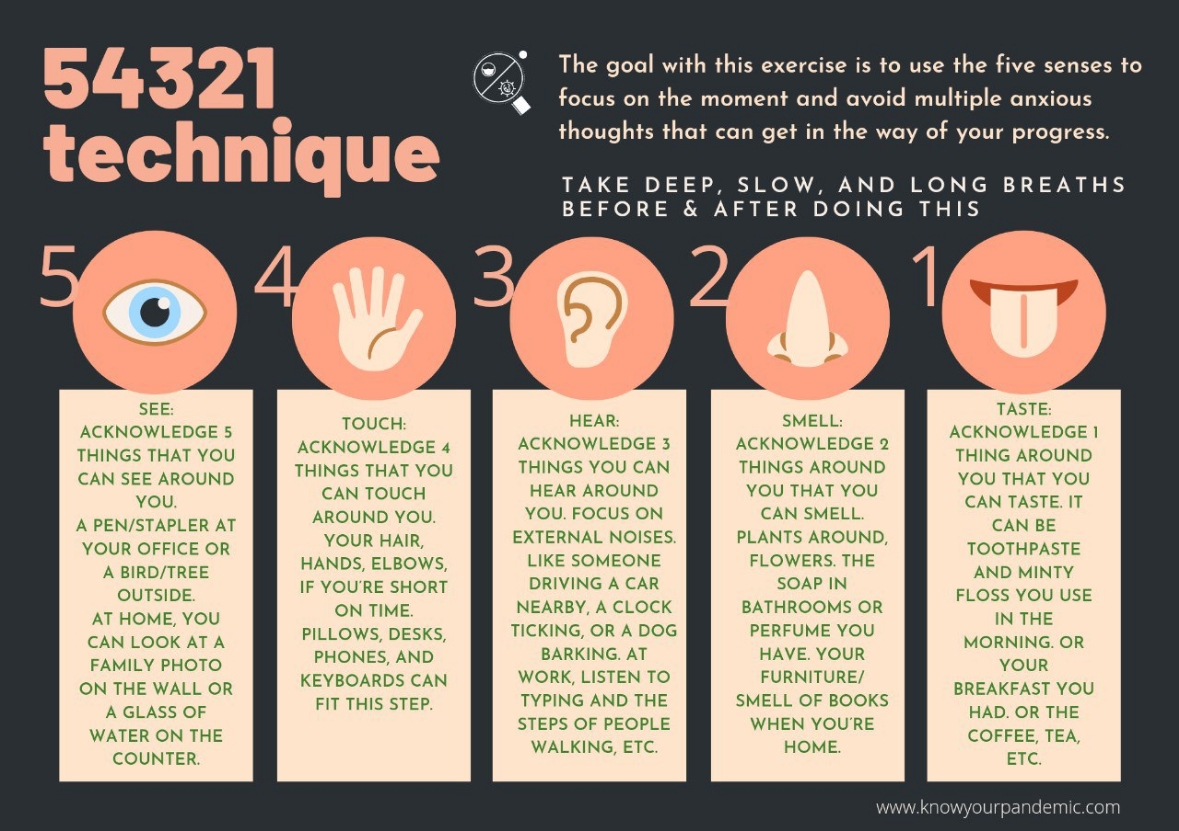 54321
technique
The goal with this exercise is to use the five senses to
focus on the moment and avoid multiple anxious
thoughts that can get in the way of your progress.
TAKE DEEP, SLOW, AND LONG BREATHS
BEFORE & AFTER DOING THIS
5
SEE:
ACKNOWLEDGE 5
THINGS THAT YOU
CAN SEE AROUND
YOU.
A PEN/STAPLER AT
YOUR OFFICE OR
A BIRD/TREE
OUTSIDE.
AT HOME, YOU
CAN LOOK AT A
FAMILY PHOTO
ON THE WALL OR
A GLASS OF
WATER ON THE
COUNTER.
4
TOUCH:
ACKNOWLEDGE 4
THINGS THAT YOU
CAN TOUCH
AROUND YOU.
YOUR HAIR,
HANDS, ELBOWS,
IF YOU'RE SHORT
ON TIME.
PILLOWS, DESKS,
PHONES, AND
KEYBOARDS CAN
FIT THIS STEP.
3
HEAR:
ACKNOWLEDGE 3
THINGS YOU CAN
HEAR AROUND
YOU. FOCUS ON
EXTERNAL NOISES.
LIKE SOMEONE
DRIVING A CAR
NEARBY, A CLOCK
TICKING, OR A DOG
BARKING. AT
WORK, LISTEN TO
TYPING AND THE
STEPS OF PEOPLE
WALKING, ETC.
2
SMELL:
ACKNOWLEDGE 2
THINGS AROUND
YOU THAT YOU
CAN SMELL.
PLANTS AROUND,
FLOWERS. THE
SOAP IN
BATHROOMS OR
PERFUME YOU
HAVE. YOUR
FURNITURE/
SMELL OF BOOKS
WHEN YOU'RE
HOME.
1
TASTE:
ACKNOWLEDGE 1
THING AROUND
YOU THAT YOU
CAN TASTE. IT
CAN BE
TOOTHPASTE
AND MINTY
FLOSS YOU USE
IN THE
MORNING. OR
YOUR
BREAKFAST YOU
HAD. OR THE
COFFEE, TEA,
ETC.
www.knowyourpandemic.com